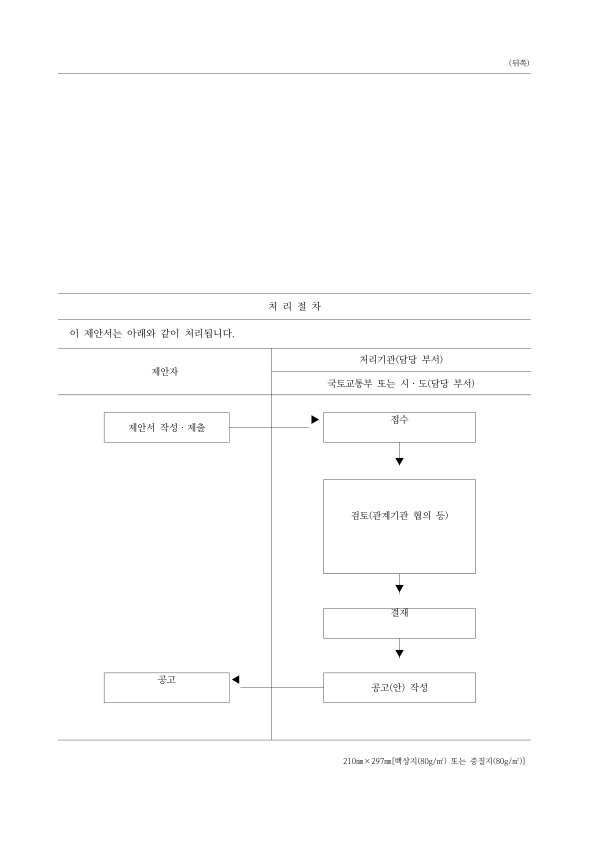 (뒤쪽)
처 리 절 차
이 제안서는 아래와 같이 처리됩니다.
제안자
처리기관(담당 부서)
국토교통부 또는 시ㆍ도(담당 부서)
제안서 작성ㆍ제출
접수
검토(관계기관 협의 등)
결재
공고
공고(안) 작성
210㎜×297㎜[백상지(80g/㎡) 또는 중질지(80g/㎡)]